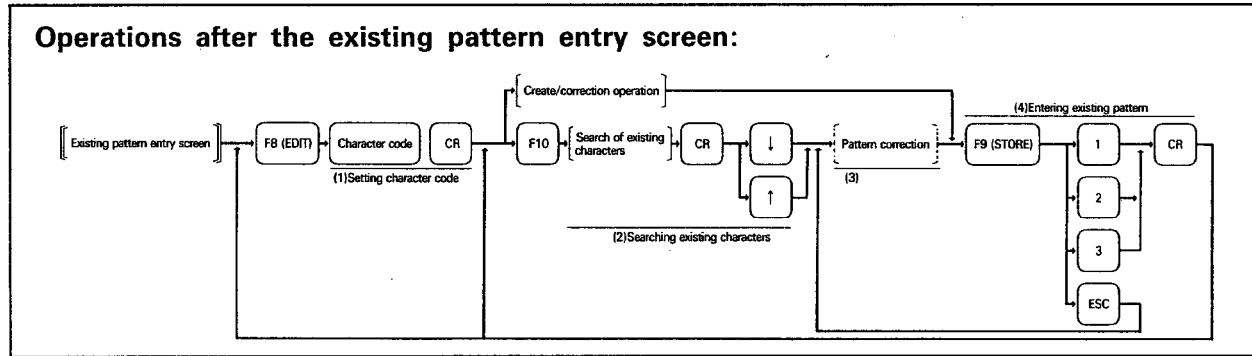 Operations after the existing pattern entry screen:
Create/correction operation
(4)Entering existing pattern
Existing pattern entry screen
F8 (EDIT)
Character code
CR
F10
Search of existing
characters
CR
↓
Pattern correction
F9 (STORE)
1
CR
(1)Setting character code
(3)
↑
2
(2)Searching existing characters
3
ESC